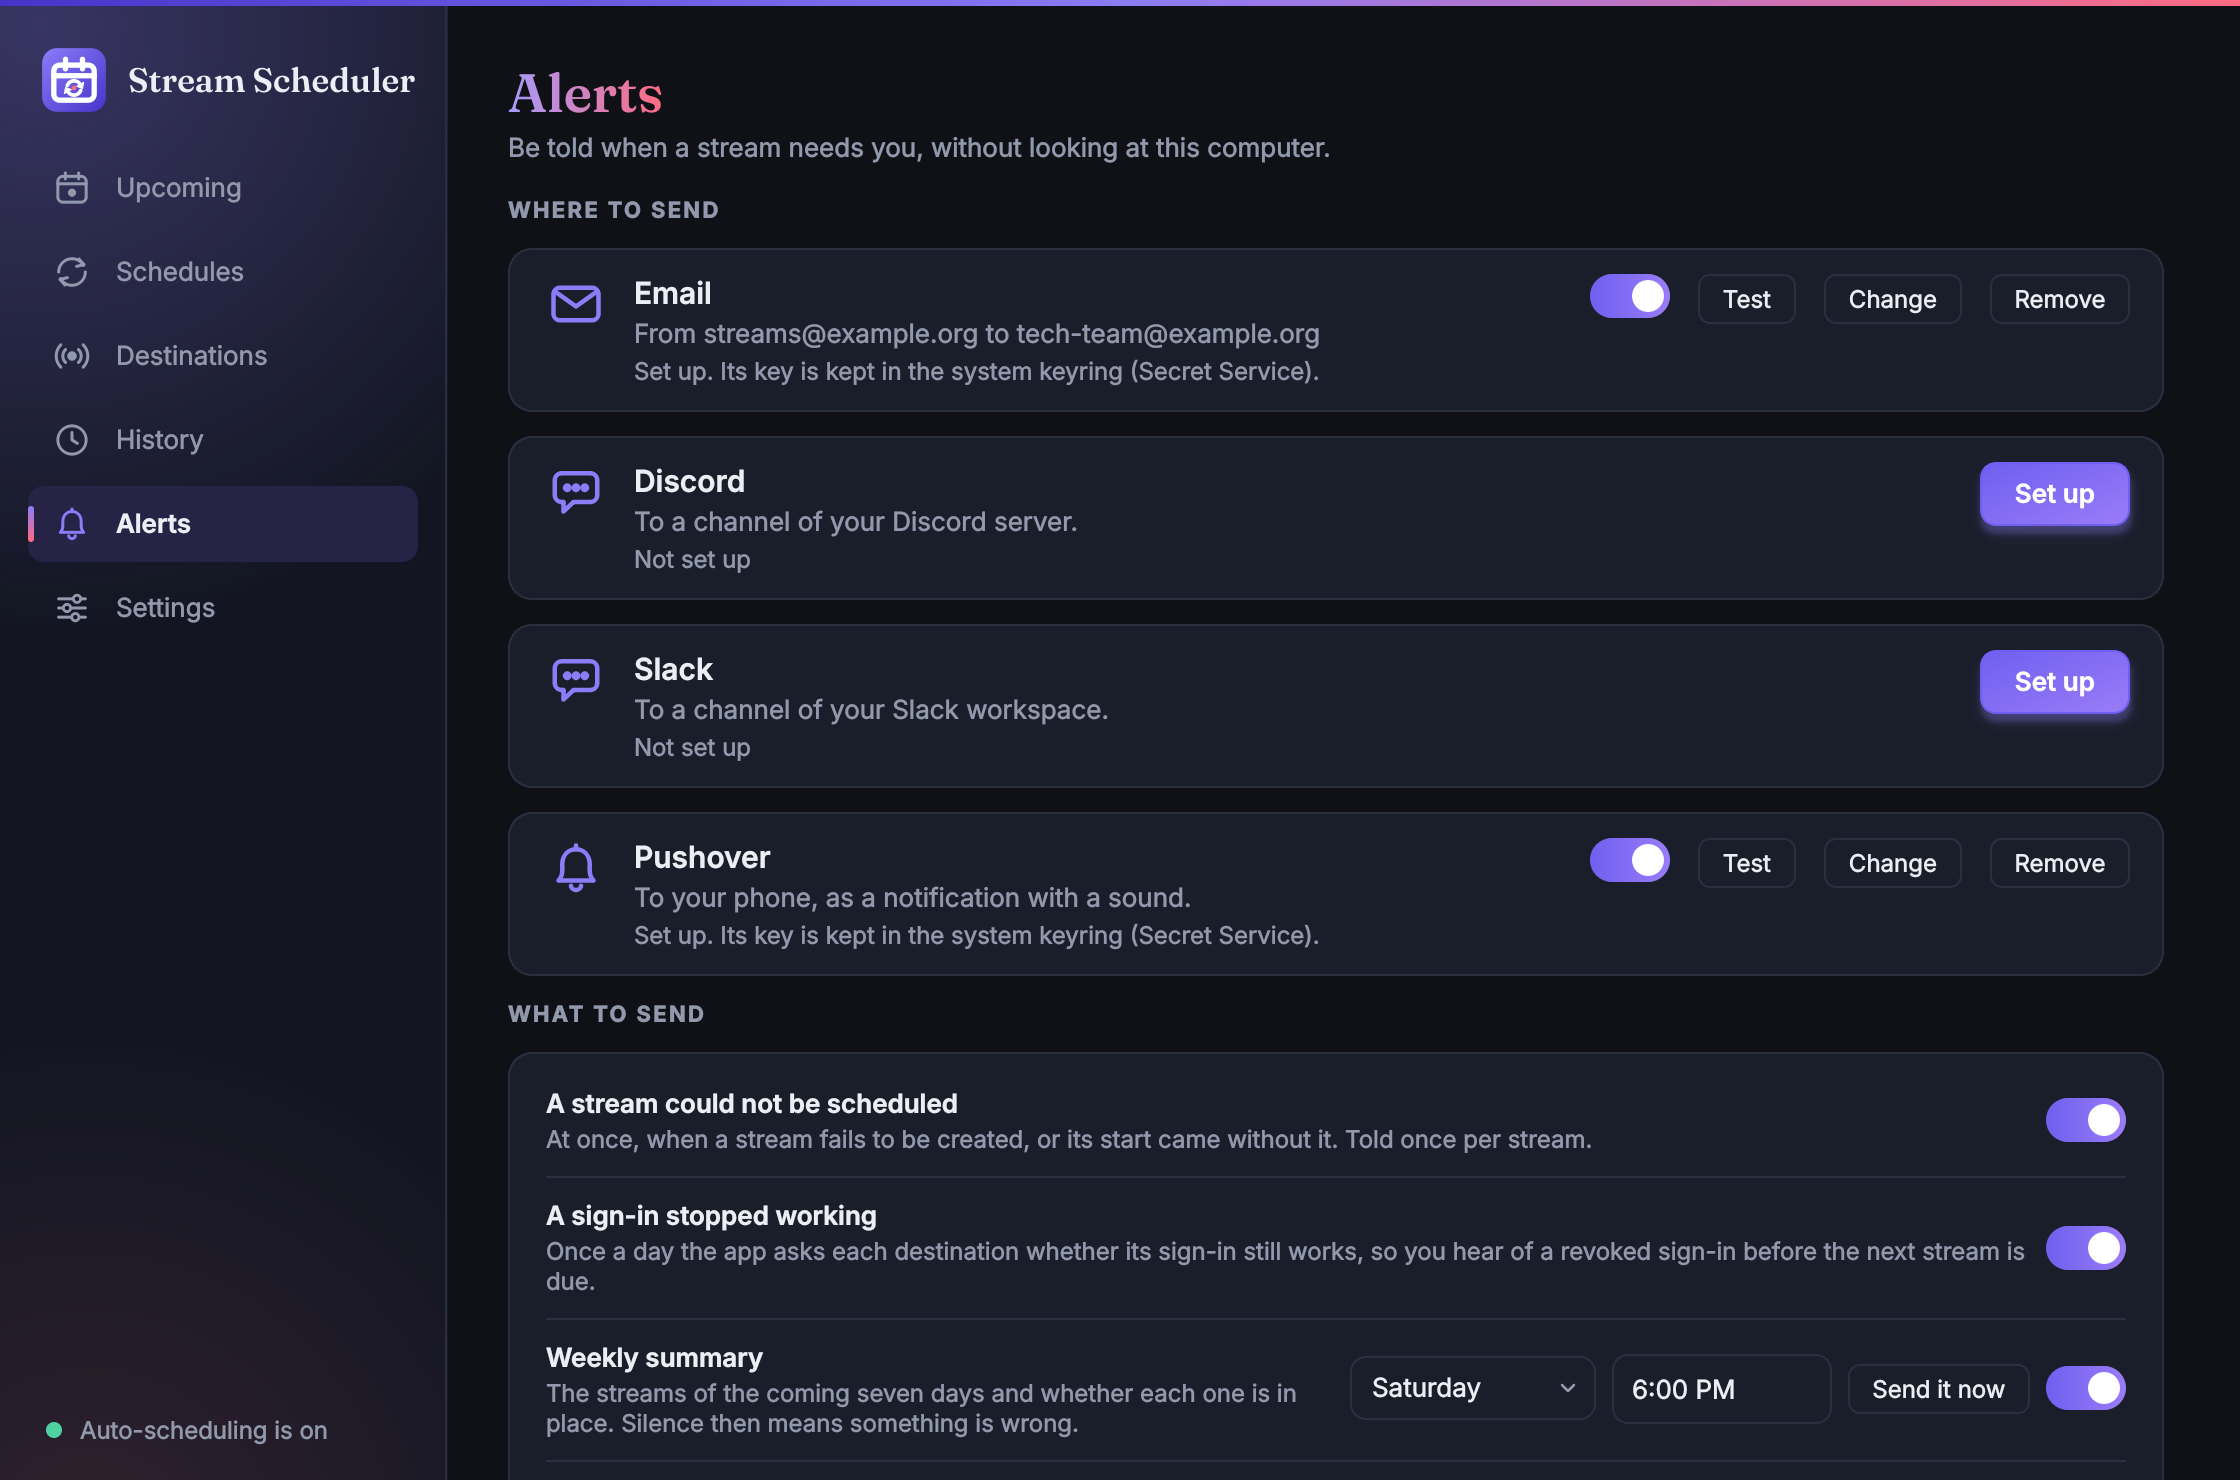 Stream Scheduler
Upcoming
Schedules
Destinations
History
Alerts
Settings
Auto-scheduling is on
Alerts
Be told when a stream needs you, without looking at this computer.
WHERE TO SEND
Email
From streams@example.org to tech-team@example.org
Set up. Its key is kept in the system keyring (Secret Service).
Test
Change
Remove
Discord
To a channel of your Discord server.
Not set up
Set up
Slack
To a channel of your Slack workspace.
Not set up
Set up
Pushover
To your phone, as a notification with a sound.
Set up. Its key is kept in the system keyring (Secret Service).
Test
Change
Remove
WHAT TO SEND
A stream could not be scheduled
At once, when a stream fails to be created, or its start came without it. Told once per stream.
A sign-in stopped working
Once a day the app asks each destination whether its sign-in still works, so you hear of a revoked sign-in before the next stream is
due.
Weekly summary
The streams of the coming seven days and whether each one is in
place. Silence then means something is wrong.
Saturday
6:00 PM
Send it now